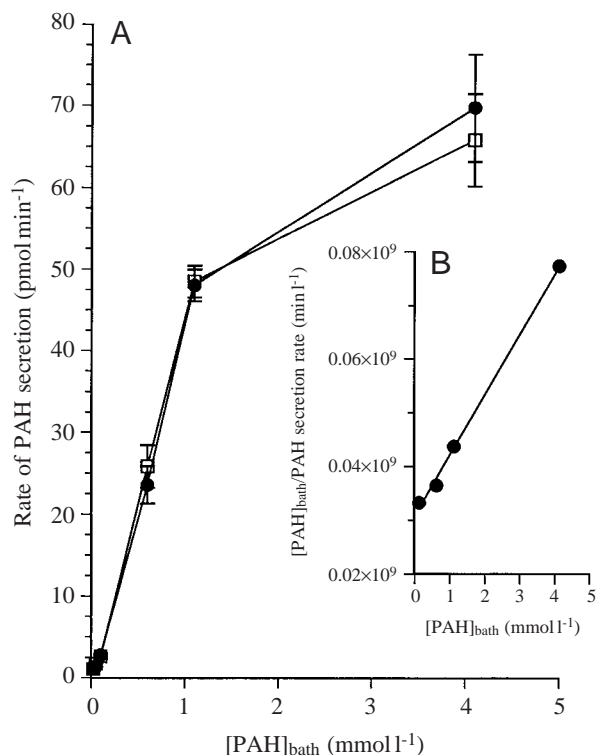 A
80
70
60
50
40
30
20
10
0
Rate of PAH secretion (pmol min⁻¹)
0
1
2
3
4
5
[PAH]bath (mmol l⁻¹)
B
0.08×10⁹
0.06×10⁹
0.04×10⁹
0.02×10⁹
[PAH]bath/PAH secretion rate (min l⁻¹)
0 1 2 3 4 5
[PAH]bath (mmol l⁻¹)